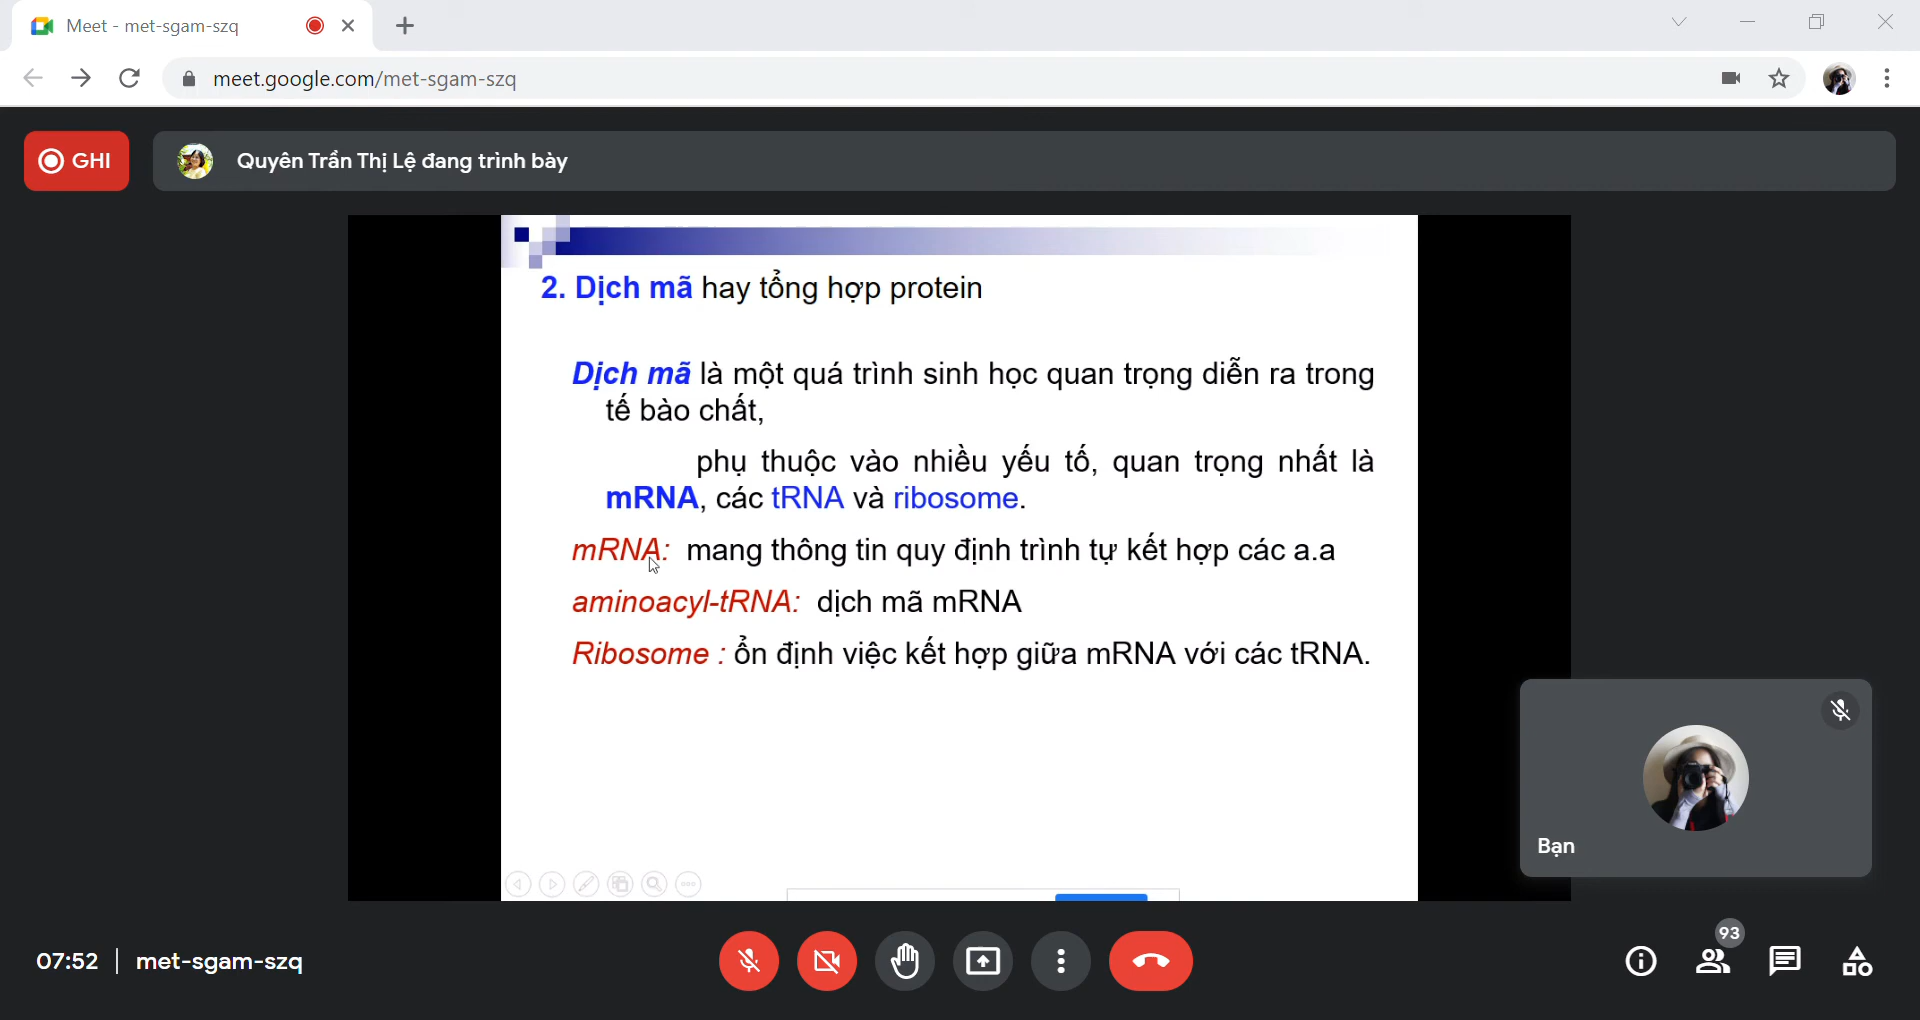 Meet - met-sgam-szq
meet.google.com/met-sgam-szq
GHI
Quyên Trần Thị Lệ đang trình bày
2. Dịch mã hay tổng hợp protein
Dịch mã là một quá trình sinh học quan trọng diễn ra trong
tế bào chất,
phụ thuộc vào nhiều yếu tố, quan trọng nhất là
mRNA, các tRNA và ribosome.
mRNA: mang thông tin quy định trình tự kết hợp các a.a
aminoacyl-tRNA: dịch mã mRNA
Ribosome : ổn định việc kết hợp giữa mRNA với các tRNA.
Bạn
07:52 | met-sgam-szq
93